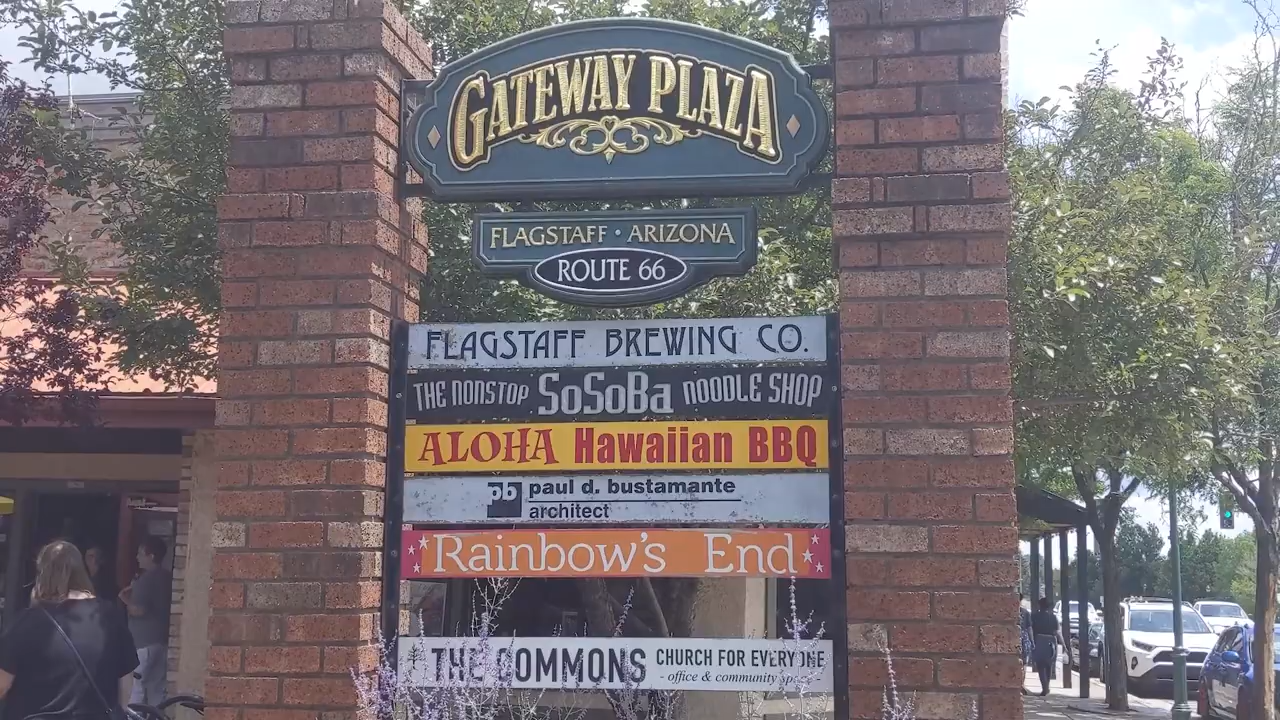 GATEWAY PLAZA
FLAGSTAFF • ARIZONA
ROUTE 66
FLAGSTAFF BREWING CO.
THE NONSTOP SoSoBa NOODLE SHOP
ALOHA Hawaiian BBQ
pb paul d. bustamante
architect
Rainbow's End
THE COMMONS CHURCH FOR EVERYONE
- office & community